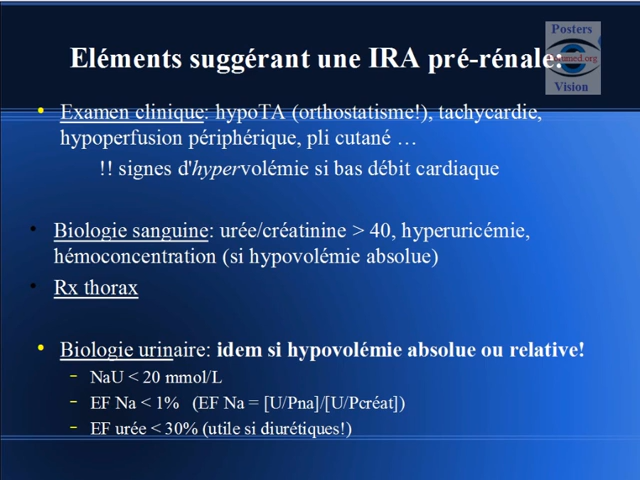 Posters
Eléments suggérant une IRA pré-rénale:
umed.org
Vision
Examen clinique: hypoTA (orthostatisme!), tachycardie,
hypoperfusion périphérique, pli cutané …
!! signes d'hypervolémie si bas débit cardiaque
Biologie sanguine: urée/créatinine > 40, hyperuricémie,
hémoconcentration (si hypovolémie absolue)
Rx thorax
Biologie urinaire: idem si hypovolémie absolue ou relative!
NaU < 20 mmol/L
EF Na < 1% (EF Na = [U/Pna]/[U/Pcréat])
EF urée < 30% (utile si diurétiques!)